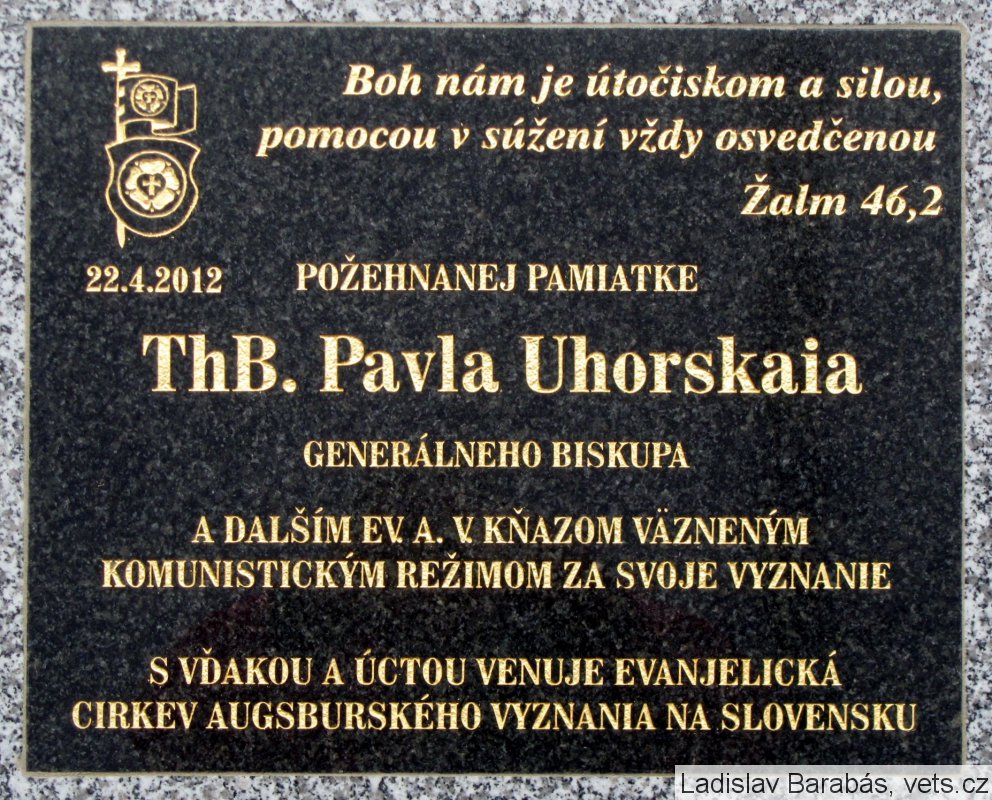 Boh nám je útočiskom a silou,
pomocou v súžení vždy osvedčenou
Žalm 46,2
22.4.2012 POŽEHNANEJ PAMIATKE
ThB. Pavla Uhorskaia
GENERÁLNEHO BISKUPA
A DALŠÍM EV. A. V. KŇAZOM VÄZNENÝM
KOMUNISTICKÝM REŽIMOM ZA SVOJE VYZNANIE
S VĎAKOU A ÚCTOU VENUJE EVANJELICKÁ
CIRKEV AUGSBURSKÉHO VYZNANIA NA SLOVENSKU
Ladislav Barabás, vets.cz